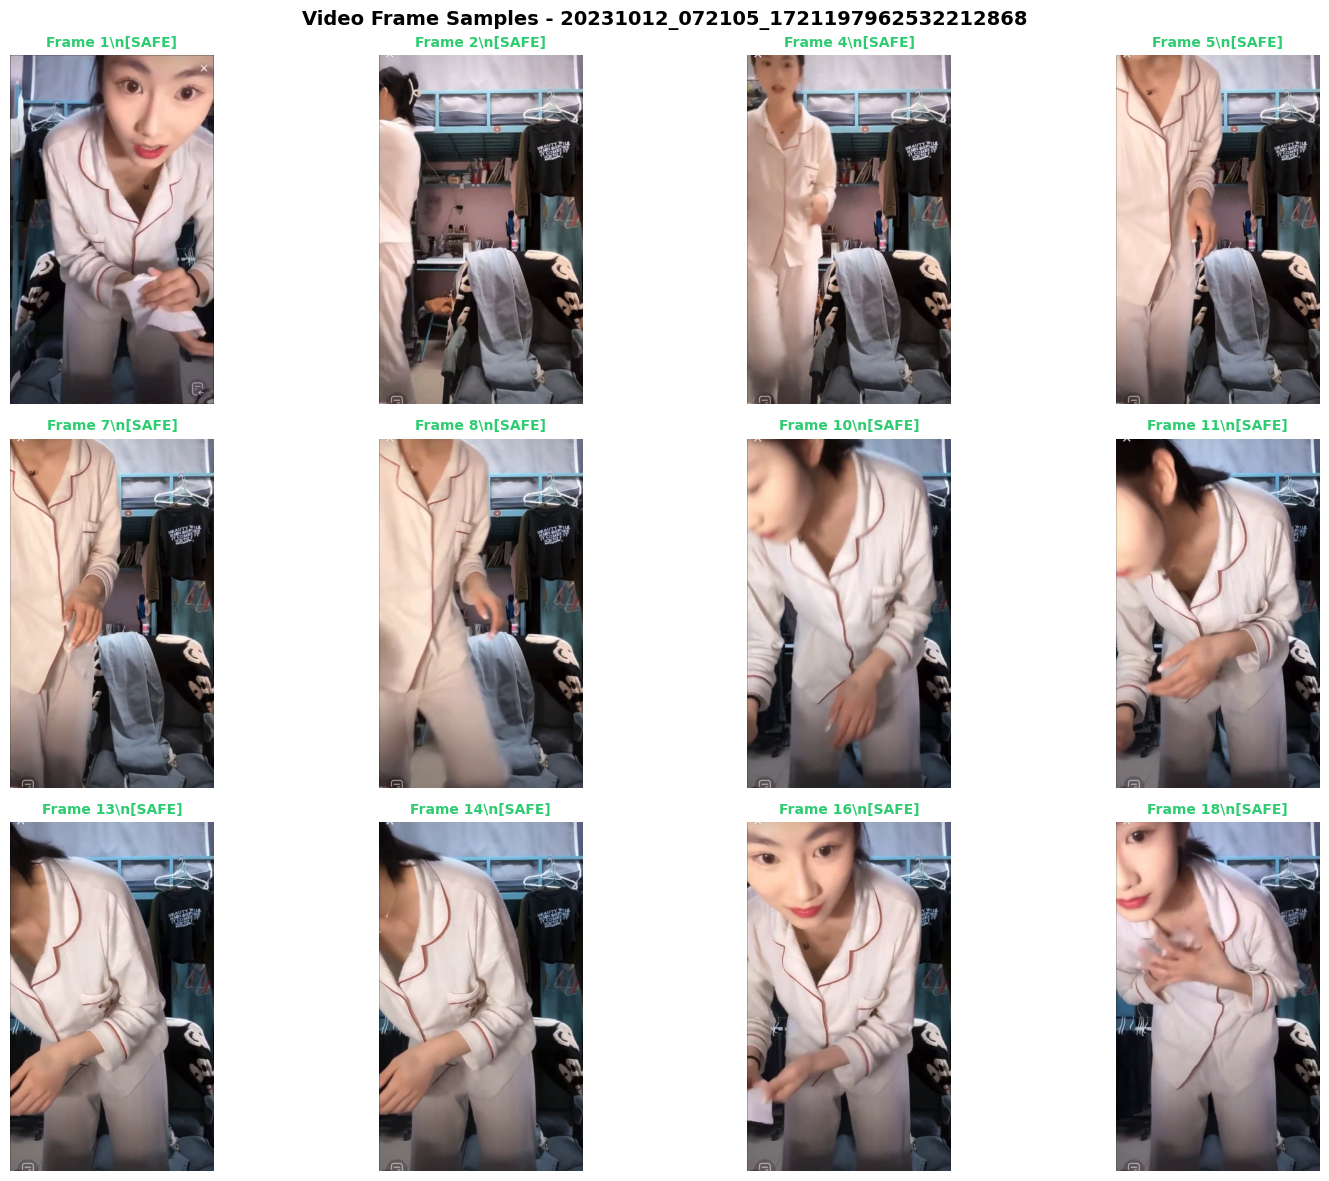 Video Frame Samples - 20231012_072105_1721197962532212868
Frame 1\n[SAFE]
Frame 2\n[SAFE]
Frame 4\n[SAFE]
Frame 5\n[SAFE]
Frame 7\n[SAFE]
Frame 8\n[SAFE]
Frame 10\n[SAFE]
Frame 11\n[SAFE]
Frame 13\n[SAFE]
Frame 14\n[SAFE]
Frame 16\n[SAFE]
Frame 18\n[SAFE]